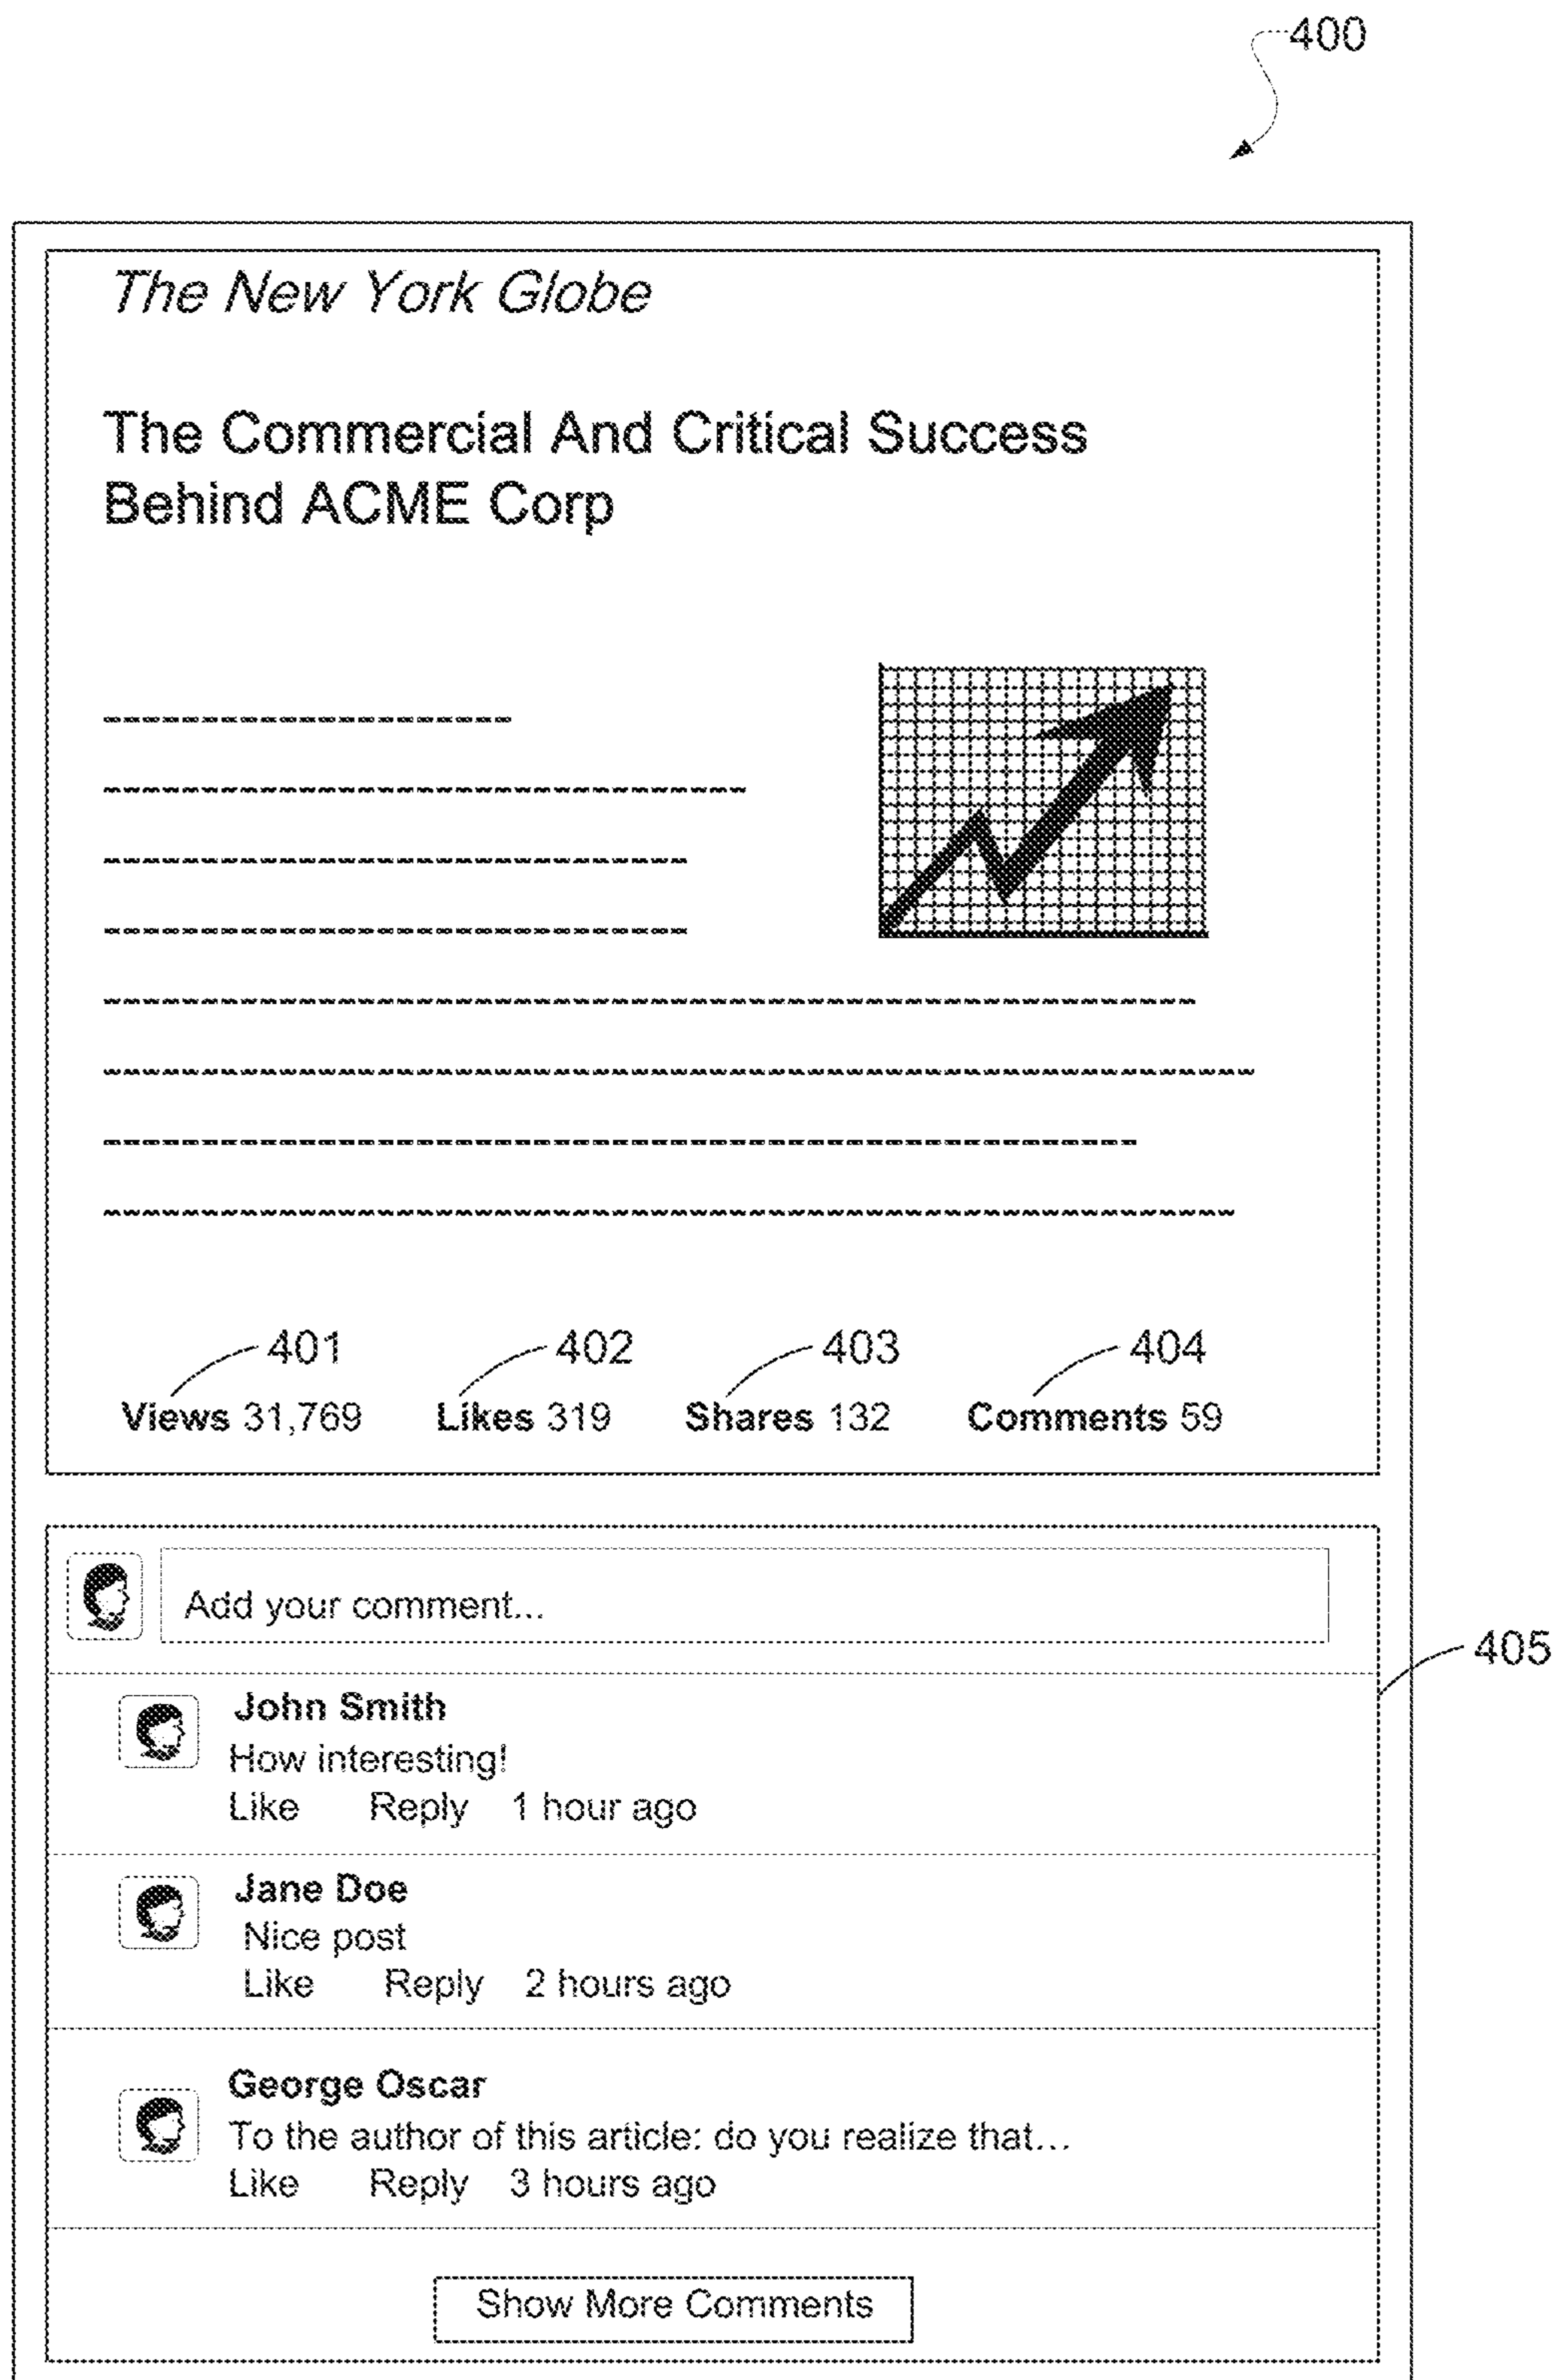 400
The New York Globe
The Commercial And Critical Success
Behind ACME Corp
401 402 403 404
Views 31,769 Likes 319 Shares 132 Comments 59
Add your comment...
405
John Smith
How interesting!
Like Reply 1 hour ago
Jane Doe
Nice post
Like Reply 2 hours ago
George Oscar
To the author of this article: do you realize that...
Like Reply 3 hours ago
Show More Comments